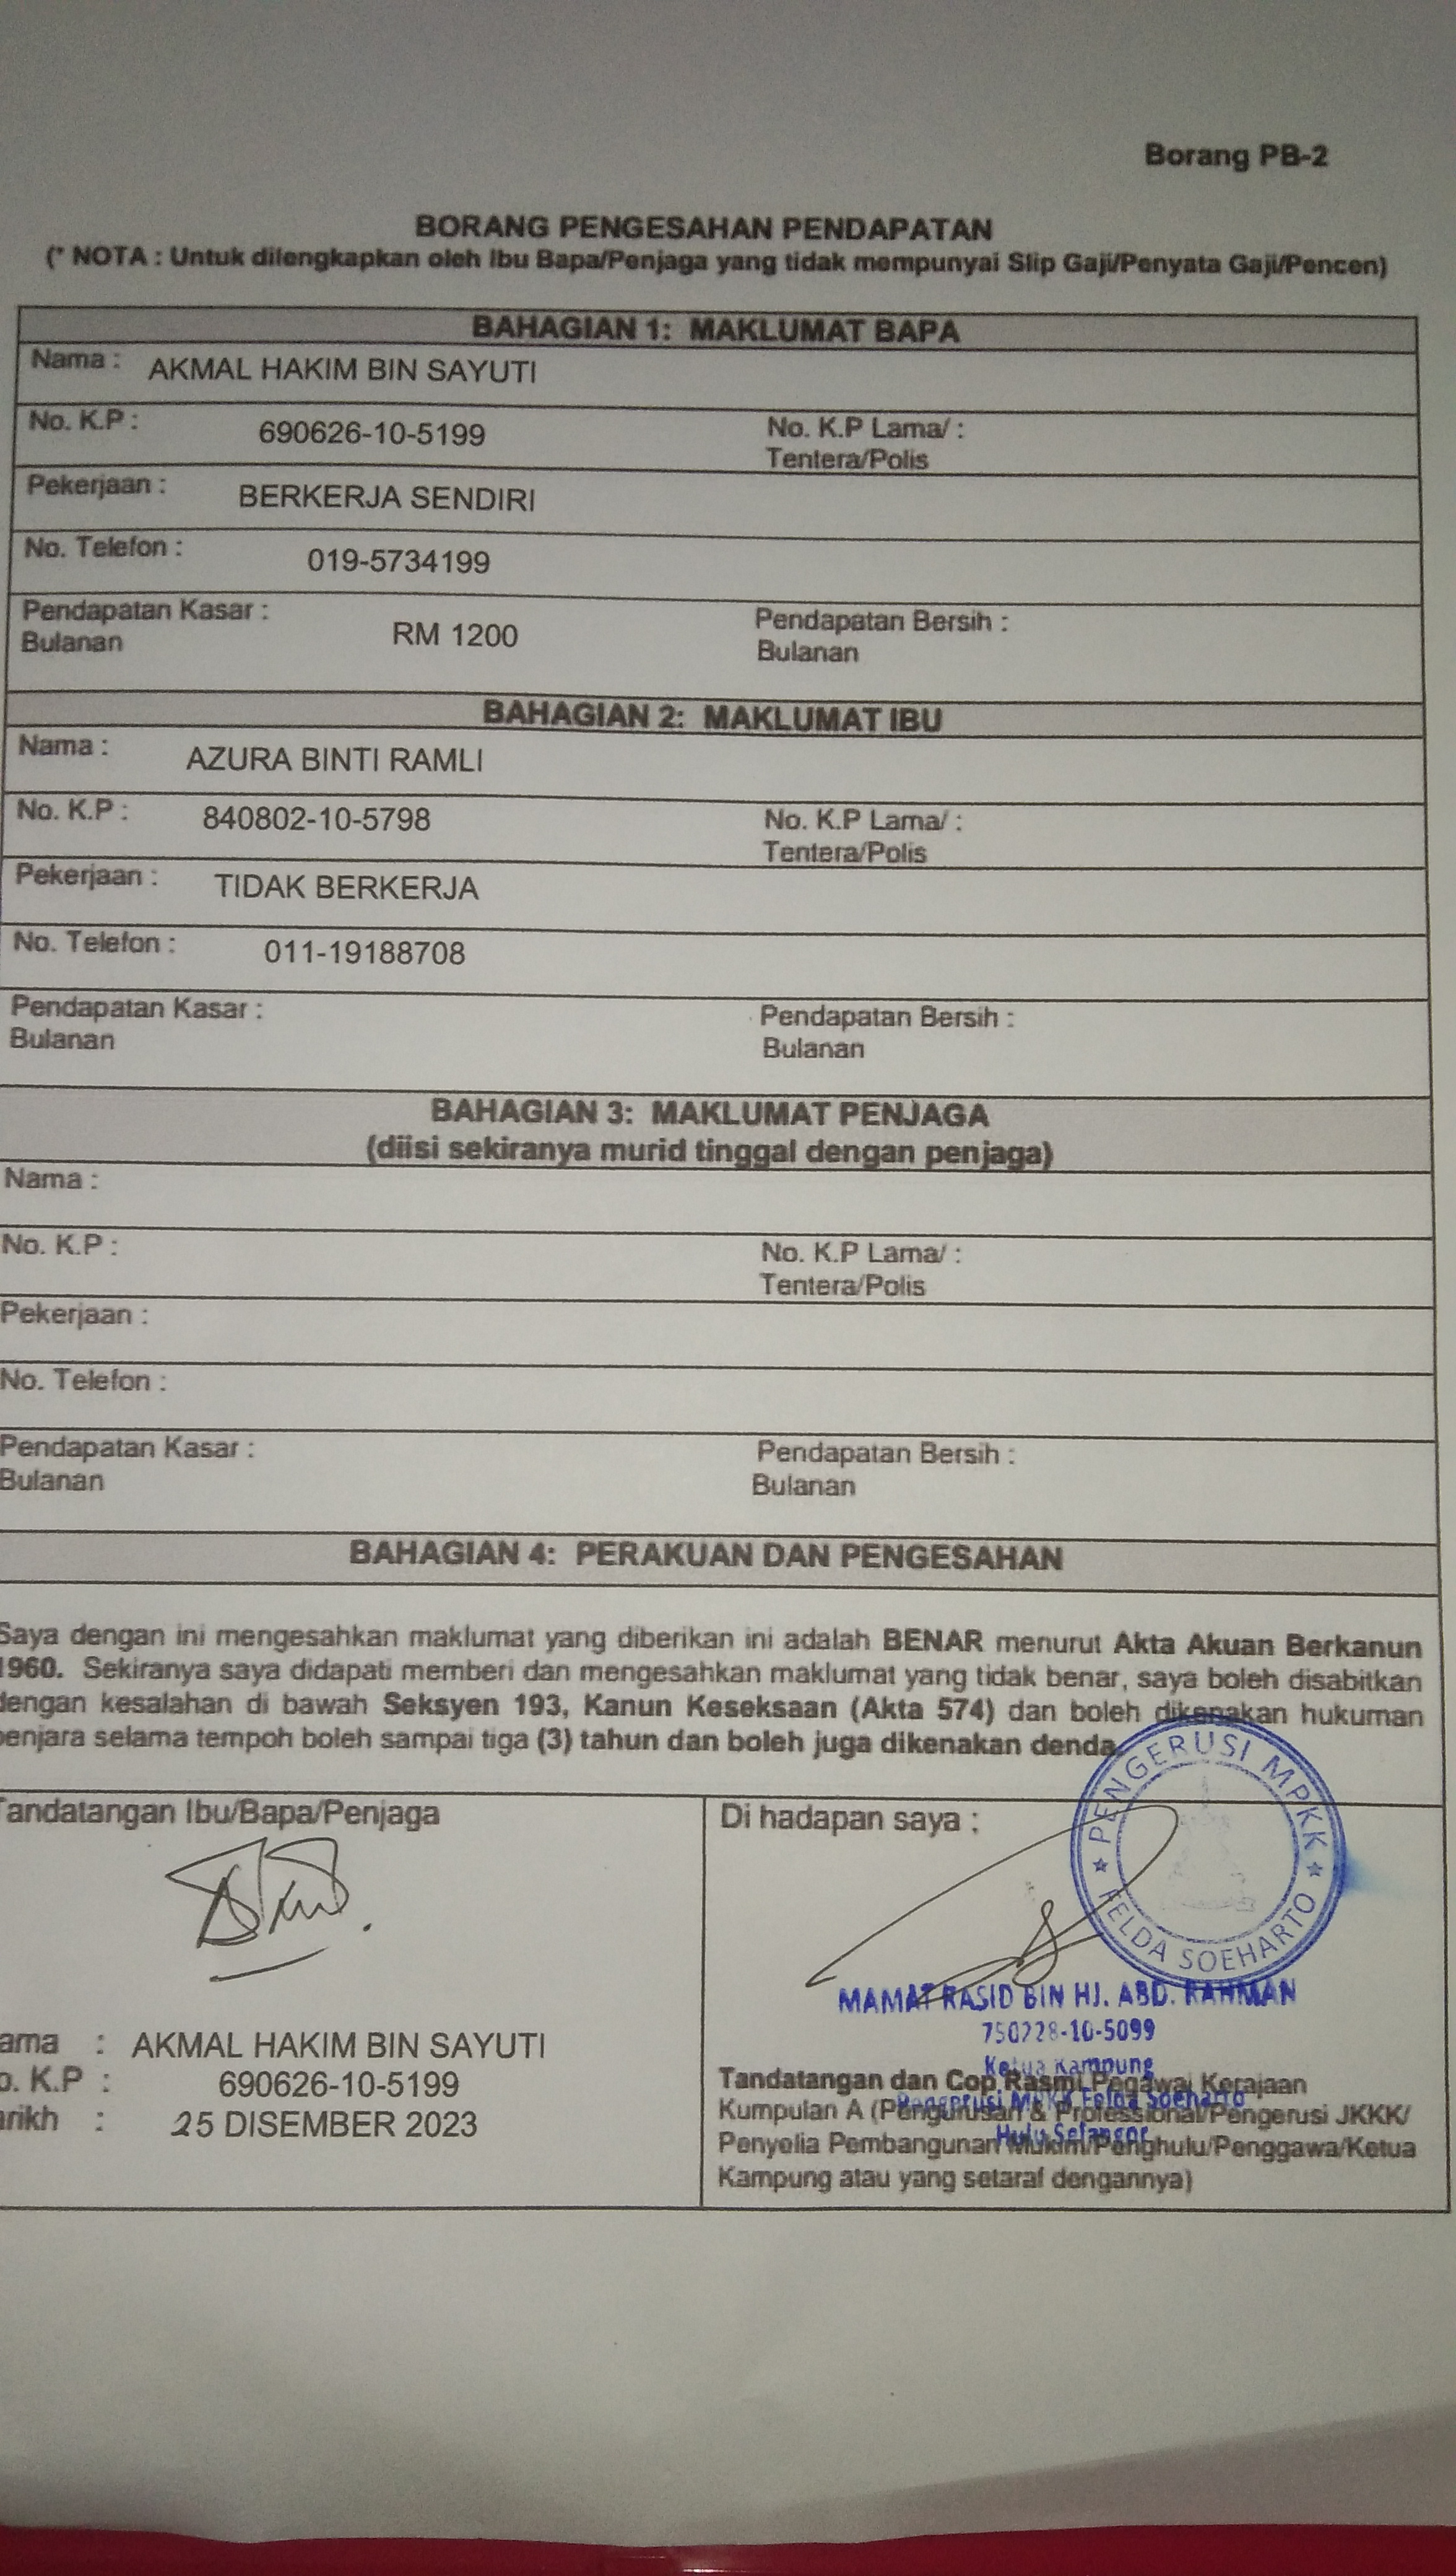 Borang PB-2
BORANG PENGESAHAN PENDAPATAN
(* NOTA : Untuk dilengkapkan oleh Ibu Bapa/Penjaga yang tidak mempunyai Slip Gaji/Penyata Gaji/Pencen)
BAHAGIAN 1: MAKLUMAT BAPA
Nama : AKMAL HAKIM BIN SAYUTI
No. K.P : 690626-10-5199 No. K.P Lama/ :
Tentera/Polis
Pekerjaan : BERKERJA SENDIRI
No. Telefon : 019-5734199
Pendapatan Kasar : RM 1200 Pendapatan Bersih :
Bulanan Bulanan
BAHAGIAN 2: MAKLUMAT IBU
Nama : AZURA BINTI RAMLI
No. K.P : 840802-10-5798 No. K.P Lama/ :
Tentera/Polis
Pekerjaan : TIDAK BERKERJA
No. Telefon : 011-19188708
Pendapatan Kasar : Pendapatan Bersih :
Bulanan Bulanan
BAHAGIAN 3: MAKLUMAT PENJAGA
(diisi sekiranya murid tinggal dengan penjaga)
Nama :
No. K.P : No. K.P Lama/ :
Tentera/Polis
Pekerjaan :
No. Telefon :
Pendapatan Kasar : Pendapatan Bersih :
Bulanan Bulanan
BAHAGIAN 4: PERAKUAN DAN PENGESAHAN
Saya dengan ini mengesahkan maklumat yang diberikan ini adalah BENAR menurut Akta Akuan Berkanun
1960. Sekiranya saya didapati memberi dan mengesahkan maklumat yang tidak benar, saya boleh disabitkan
dengan kesalahan di bawah Seksyen 193, Kanun Keseksaan (Akta 574) dan boleh dikenakan hukuman
penjara selama tempoh boleh sampai tiga (3) tahun dan boleh juga dikenakan denda.
Tandatangan Ibu/Bapa/Penjaga
Di hadapan saya :
PENGERUSI MPKK
FELDA SOEHARTO
MAMAT RASID BIN HJ. ABD. RAHMAN
750228-10-5099
Ketua Kampung
Pengerusi MPKK Felda Soeharto
Hulu Selangor
ama : AKMAL HAKIM BIN SAYUTI
o. K.P : 690626-10-5199
arikh : 25 DISEMBER 2023
Tandatangan dan Cop Rasmi Pegawai Kerajaan
Kumpulan A (Pengurusan & Professional/Pengerusi JKKK/
Penyelia Pembangunan Mukim/Penghulu/Penggawa/Ketua
Kampung atau yang setaraf dengannya)